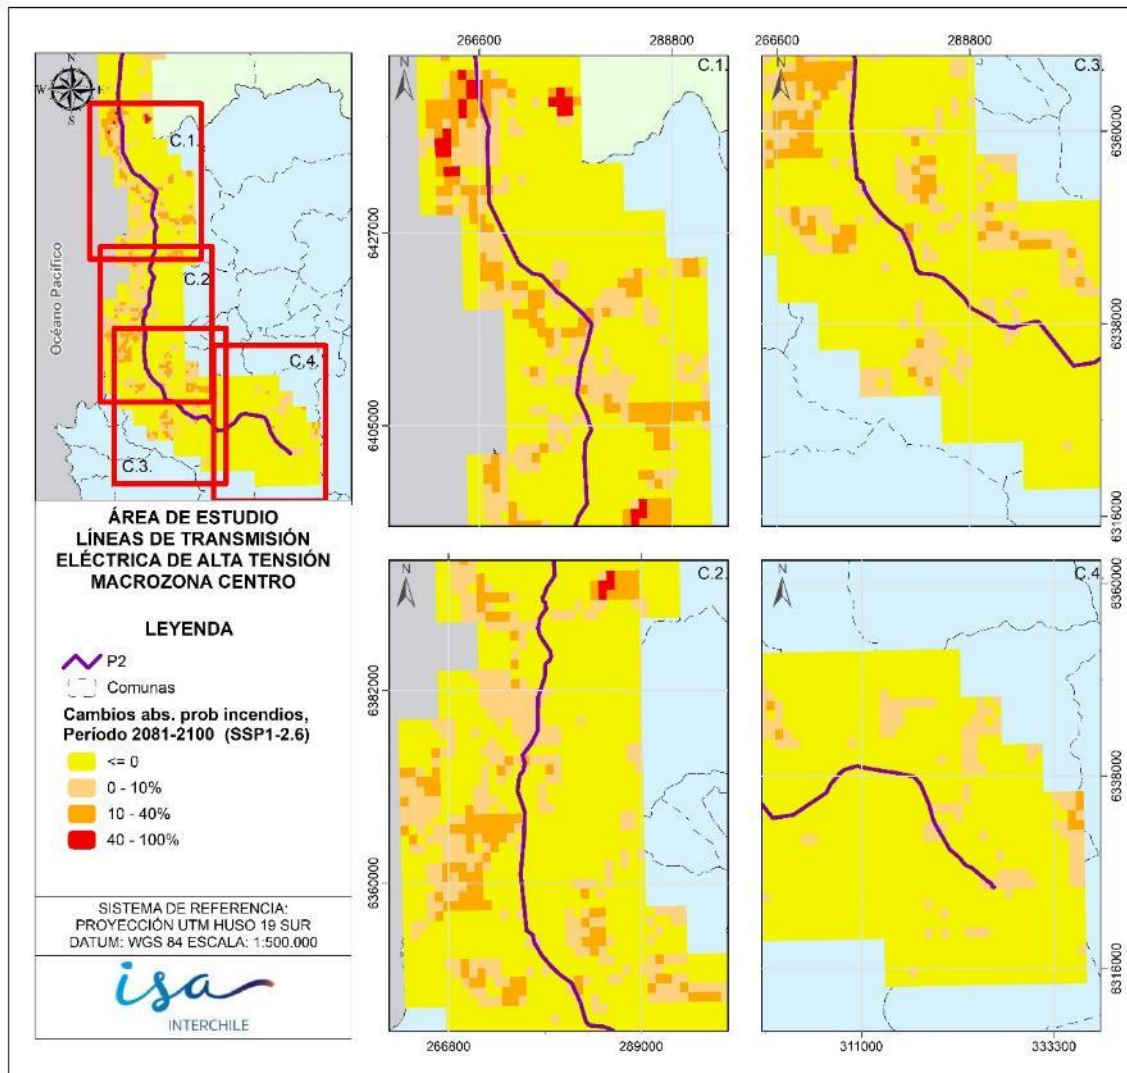 N
W
E
S
C.1.
C.2
C.4.
C.3.
Océano Pacífico
ÁREA DE ESTUDIO
LÍNEAS DE TRANSMISIÓN
ELÉCTRICA DE ALTA TENSIÓN
MACROZONA CENTRO
LEYENDA
P2
Comunas
Cambios abs. prob incendios,
Período 2081-2100 (SSP1-2.6)
<= 0
0 - 10%
10 - 40%
40 - 100%
SISTEMA DE REFERENCIA:
PROYECCIÓN UTM HUSO 19 SUR
DATUM: WGS 84 ESCALA: 1:500.000
isa
INTERCHILE
266600
288800
N
C.1.
6427000
6405000
266600
288800
N
C.3.
6360000
6338000
6316000
N
C.2.
6382000
6360000
266800
289000
N
C.4.
6360000
6338000
6316000
311000
333300